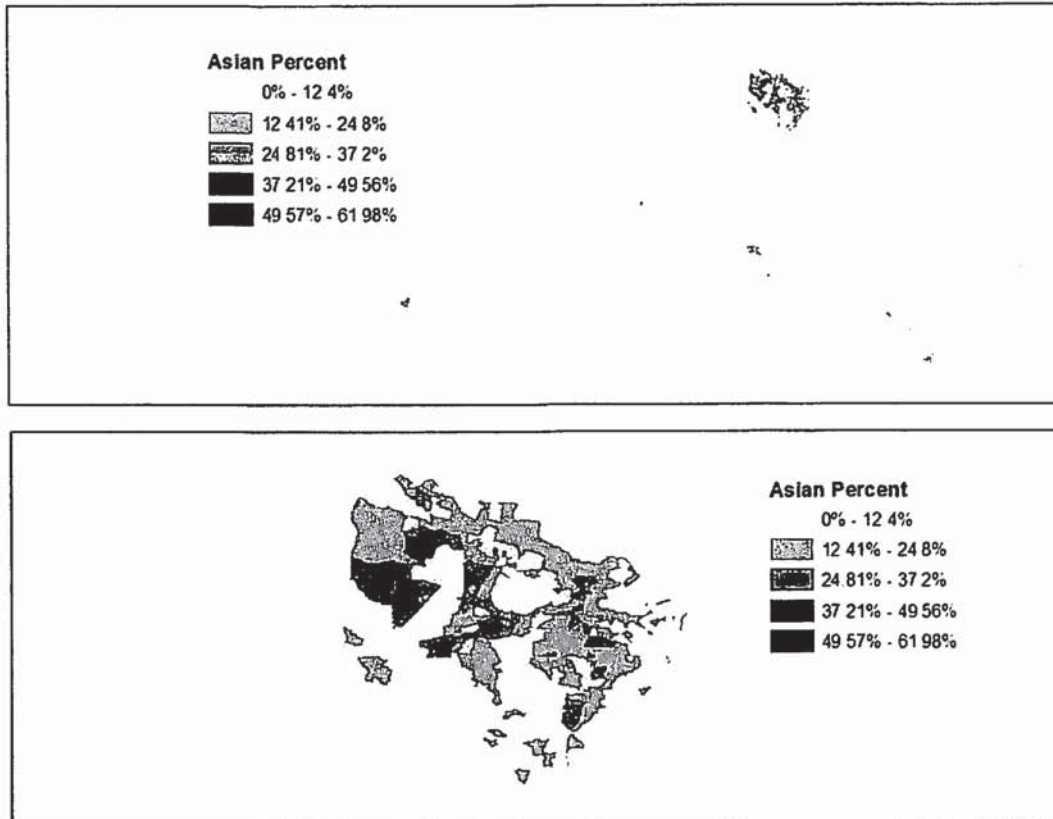 Asian Percent
0% - 12 4%
12 41% - 24 8%
24 81% - 37 2%
37 21% - 49 56%
49 57% - 61 98%
Asian Percent
0% - 12 4%
12 41% - 24 8%
24.81% - 37 2%
37 21% - 49 56%
49 57% - 61 98%